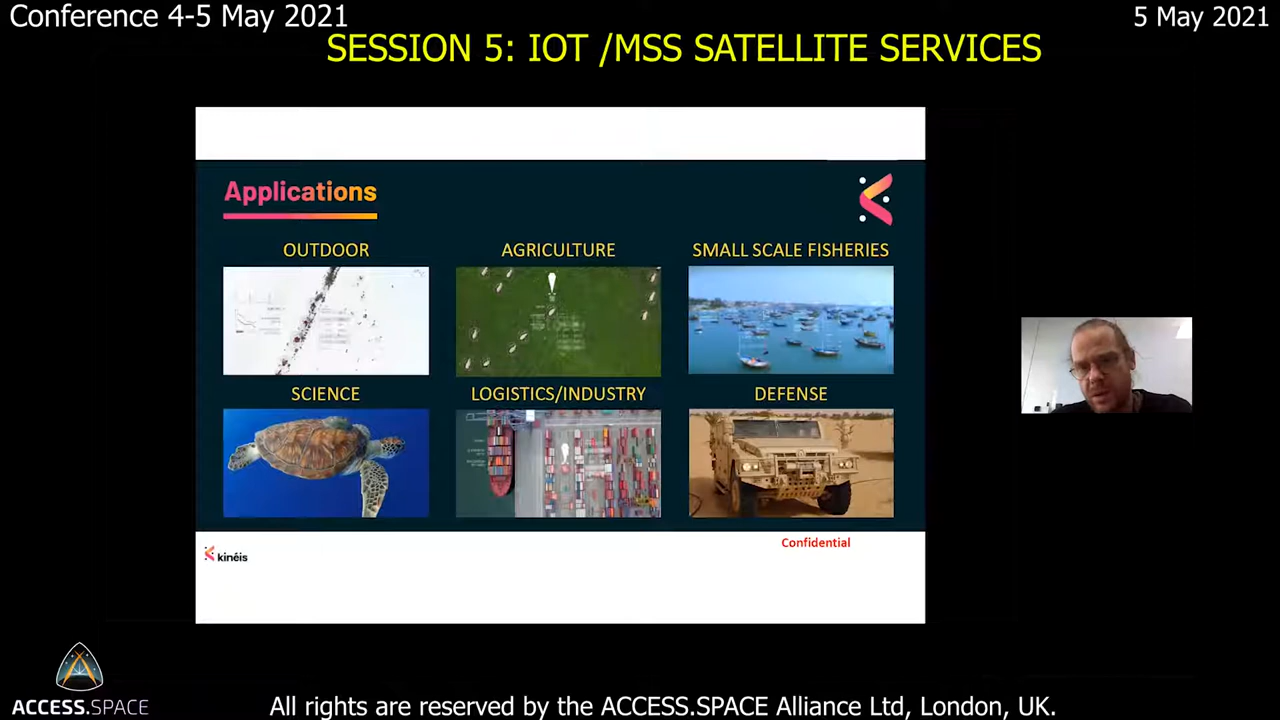 Conference 4-5 May 2021
5 May 2021
SESSION 5: IOT /MSS SATELLITE SERVICES
Applications
OUTDOOR
AGRICULTURE
SMALL SCALE FISHERIES
SCIENCE
LOGISTICS/INDUSTRY
DEFENSE
Confidential
kinéis
ACCESS.SPACE
All rights are reserved by the ACCESS.SPACE Alliance Ltd, London, UK.